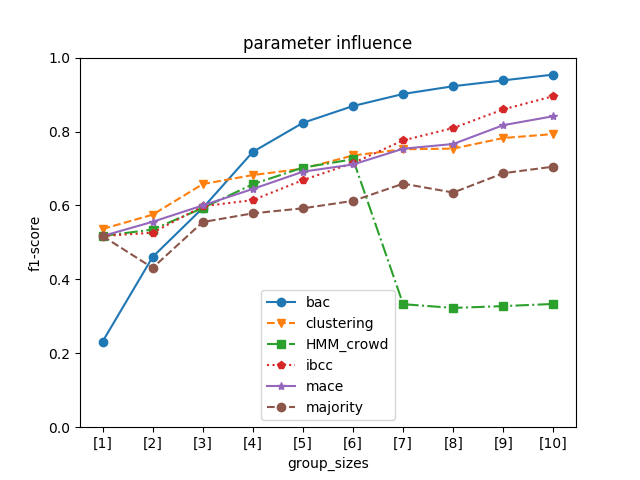 parameter influence
1.0
0.8
0.6
0.4
0.2
0.0
f1-score
bac
clustering
HMM_crowd
ibcc
mace
majority
[1] [2] [3] [4] [5] [6] [7] [8] [9] [10]
group_sizes